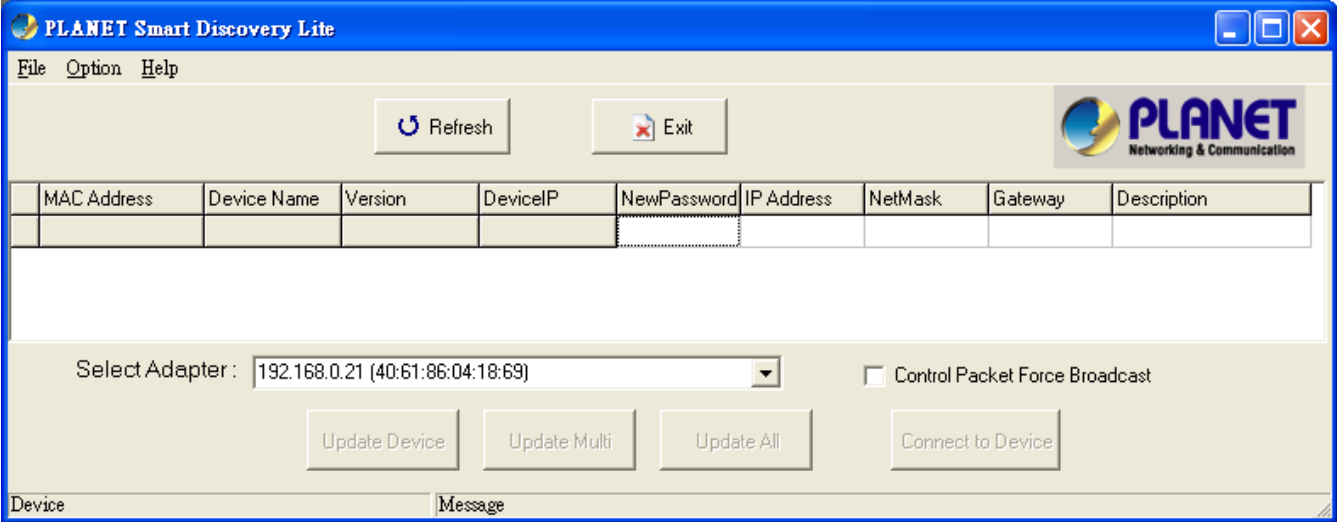 PLANET Smart Discovery Lite
File Option Help
Refresh Exit
PLANET
Networking & Communication
MAC Address Device Name Version DeviceIP NewPassword IP Address NetMask Gateway Description
Select Adapter : 192.168.0.21 (40:61:86:04:18:69) Control Packet Force Broadcast
Update Device Update Multi Update All Connect to Device
Device Message